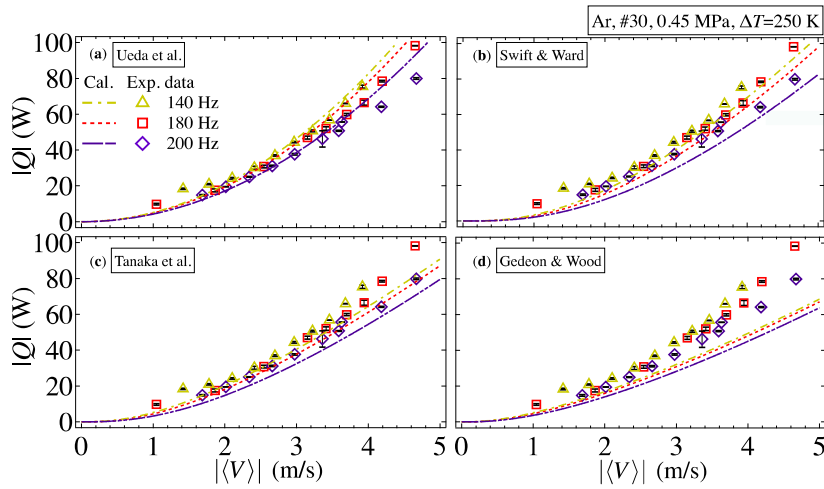 Ar, #30, 0.45 MPa, ΔT=250 K
(a) Ueda et al.
Cal. Exp. data
140 Hz
180 Hz
200 Hz
(b) Swift & Ward
100
80
60
40
20
0
|Q| (W)
(c) Tanaka et al.
(d) Gedeon & Wood
100
80
60
40
20
0
|Q| (W)
0 1 2 3 4 5
0 1 2 3 4 5
|⟨V⟩| (m/s)
|⟨V⟩| (m/s)